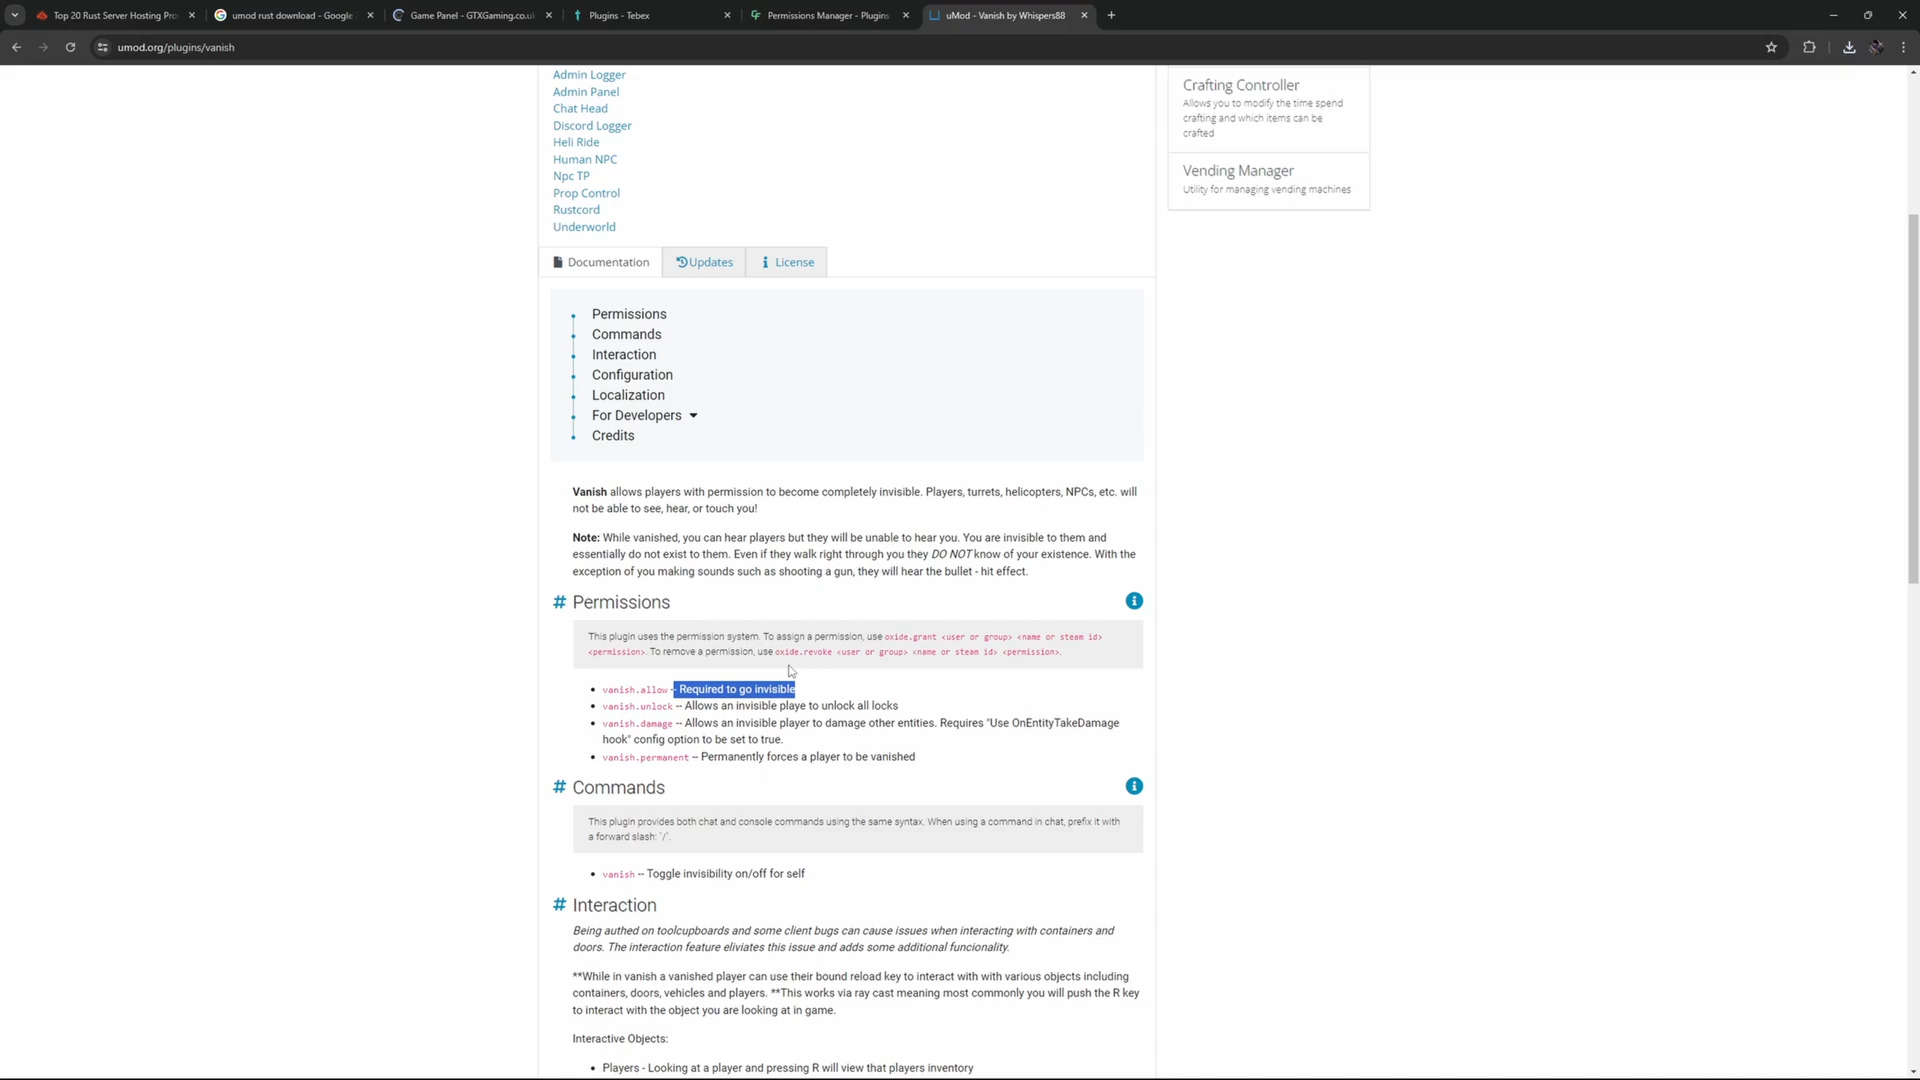 Top 20 Rust Server Hosting Pro
umod rust download - Google
Game Panel - GTXGaming.co.uk
Plugins - Tebex
Permissions Manager - Plugins
uMod - Vanish by Whispers88
umod.org/plugins/vanish
Admin Logger
Admin Panel
Chat Head
Discord Logger
Heli Ride
Human NPC
Npc TP
Prop Control
Rustcord
Underworld
Crafting Controller
Allows you to modify the time spend
crafting and which items can be
crafted
Vending Manager
Utility for managing vending machines
Documentation
Updates
License
Permissions
Commands
Interaction
Configuration
Localization
For Developers
Credits
Vanish allows players with permission to become completely invisible. Players, turrets, helicopters, NPCs, etc. will
not be able to see, hear, or touch you!
Note: While vanished, you can hear players but they will be unable to hear you. You are invisible to them and
essentially do not exist to them. Even if they walk right through you they DO NOT know of your existence. With the
exception of you making sounds such as shooting a gun, they will hear the bullet - hit effect.
# Permissions
This plugin uses the permission system. To assign a permission, use oxide.grant <user or group> <name or steam id>
<permission>. To remove a permission, use oxide.revoke <user or group> <name or steam id> <permission>.
• vanish.allow -- Required to go invisible
• vanish.unlock -- Allows an invisible playe to unlock all locks
• vanish.damage -- Allows an invisible player to damage other entities. Requires "Use OnEntityTakeDamage
hook" config option to be set to true.
• vanish.permanent -- Permanently forces a player to be vanished
# Commands
This plugin provides both chat and console commands using the same syntax. When using a command in chat, prefix it with
a forward slash: '/'.
• vanish -- Toggle invisibility on/off for self
# Interaction
Being authed on toolcupboards and some client bugs can cause issues when interacting with containers and
doors. The interaction feature eliviates this issue and adds some additional funcionality.
**While in vanish a vanished player can use their bound reload key to interact with with various objects including
containers, doors, vehicles and players. **This works via ray cast meaning most commonly you will push the R key
to interact with the object you are looking at in game.
Interactive Objects:
• Players - Looking at a player and pressing R will view that players inventory